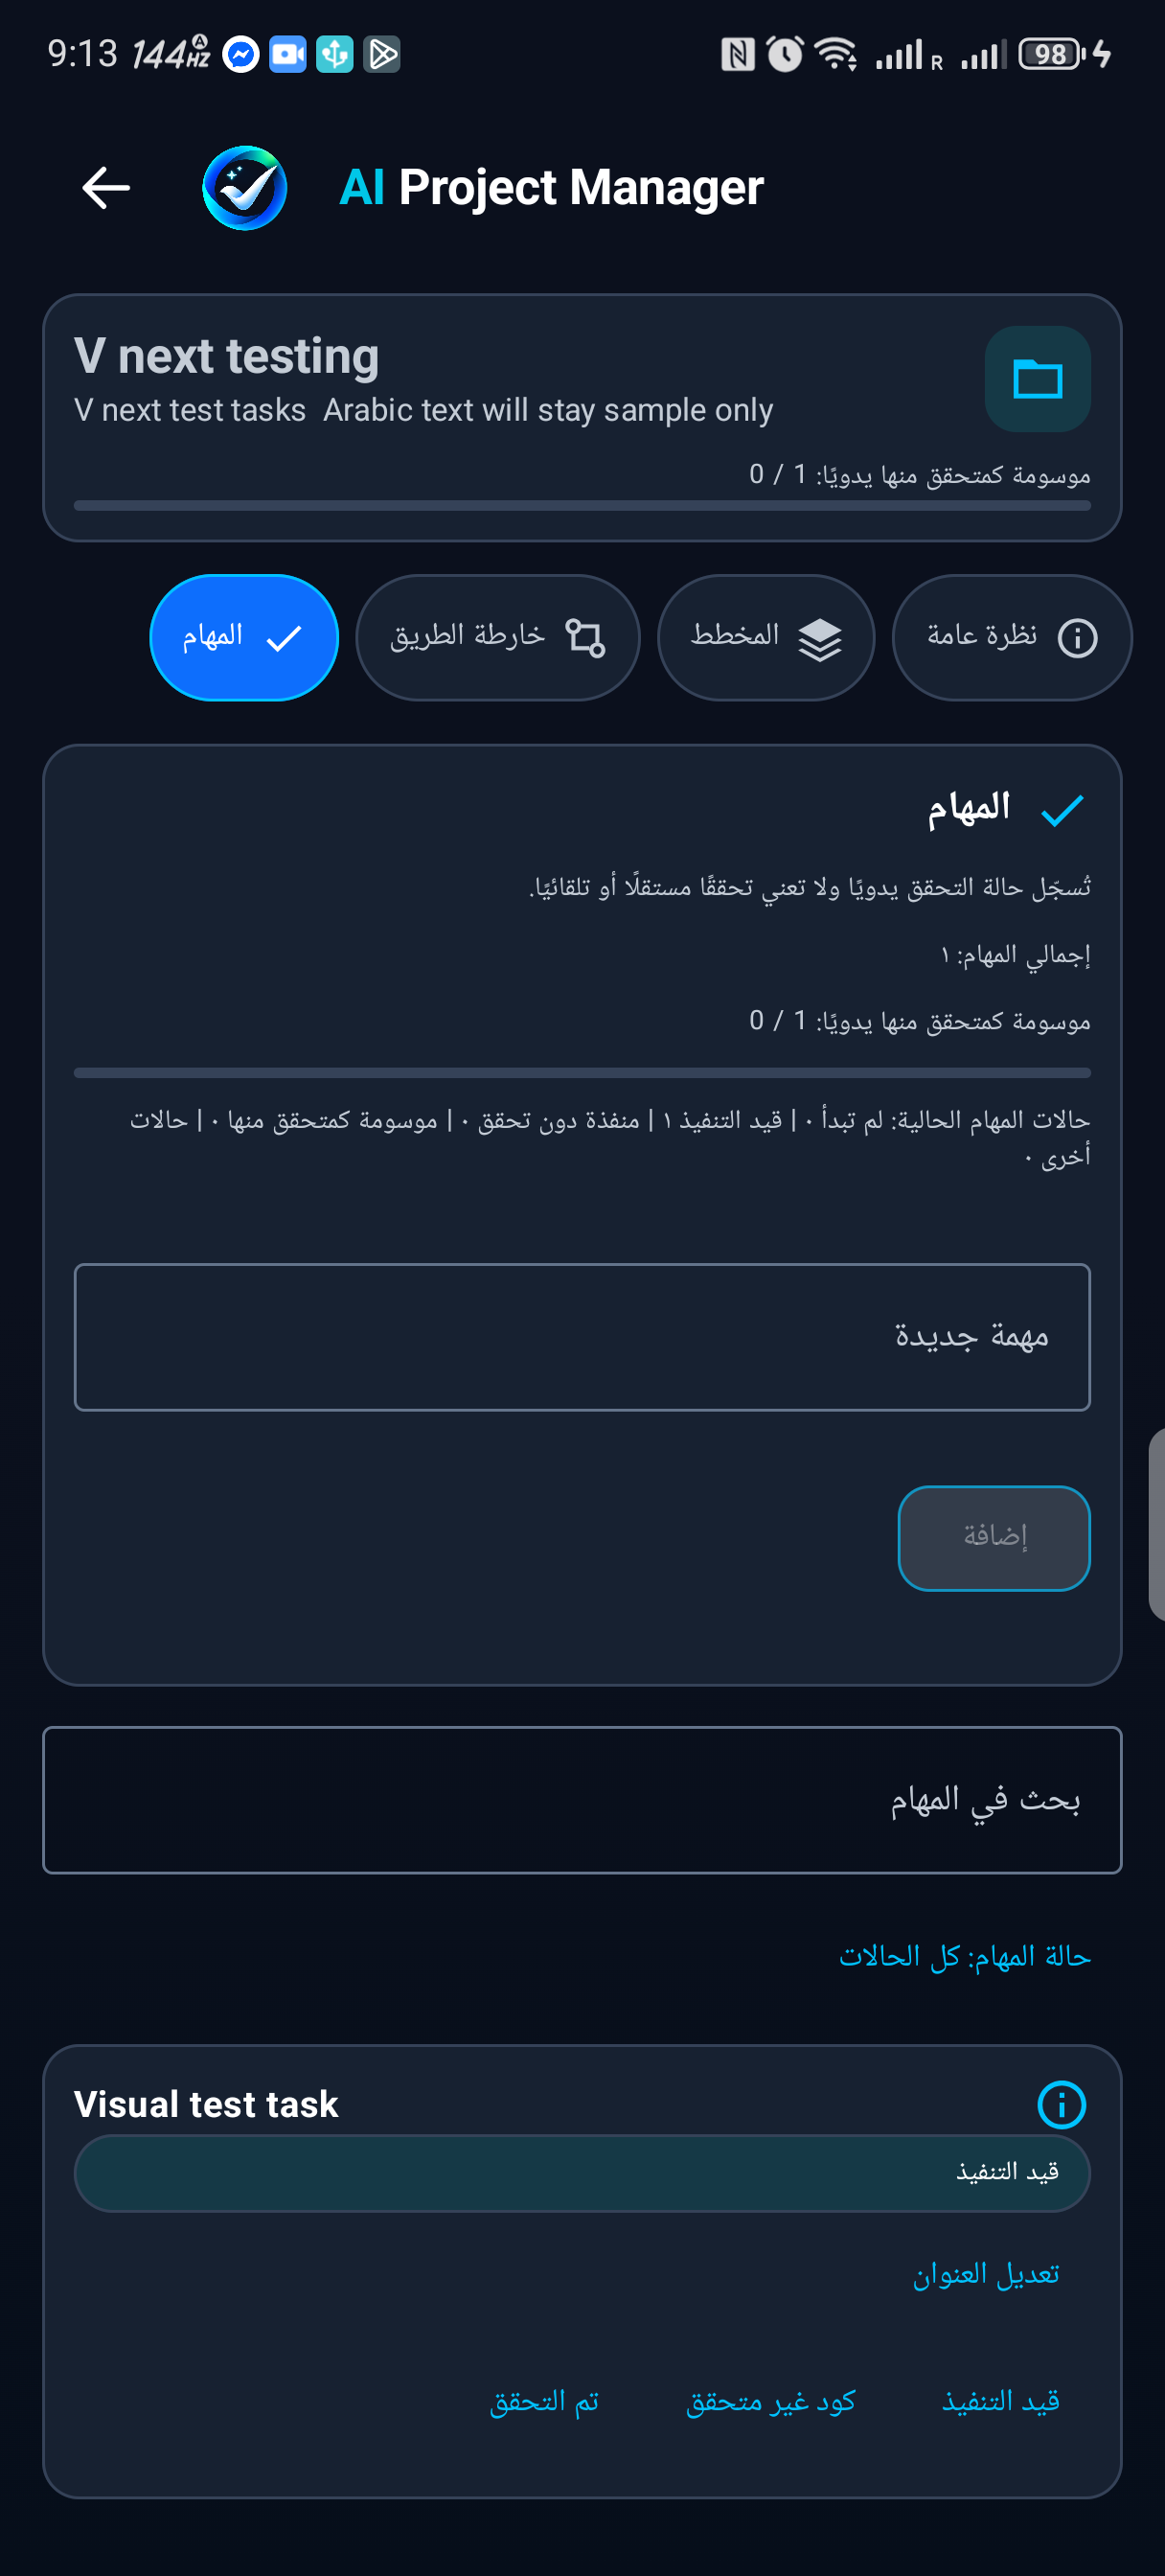 9:13 144HZ A R 98
AI Project Manager
V next testing
V next test tasks  Arabic text will stay sample only
موسومة كمتحقق منها يدويًا: 1 / 0
نظرة عامة
المخطط
خارطة الطريق
المهام
المهام
تُسجّل حالة التحقق يدويًا ولا تعني تحققًا مستقلًا أو تلقائيًا.
إجمالي المهام: ١
موسومة كمتحقق منها يدويًا: 1 / 0
حالات المهام الحالية: لم تبدأ ٠ | قيد التنفيذ ١ | منفذة دون تحقق ٠ | موسومة كمتحقق منها ٠ | حالات
أخرى ٠
مهمة جديدة
إضافة
بحث في المهام
حالة المهام: كل الحالات
Visual test task
قيد التنفيذ
تعديل العنوان
قيد التنفيذ كود غير متحقق تم التحقق